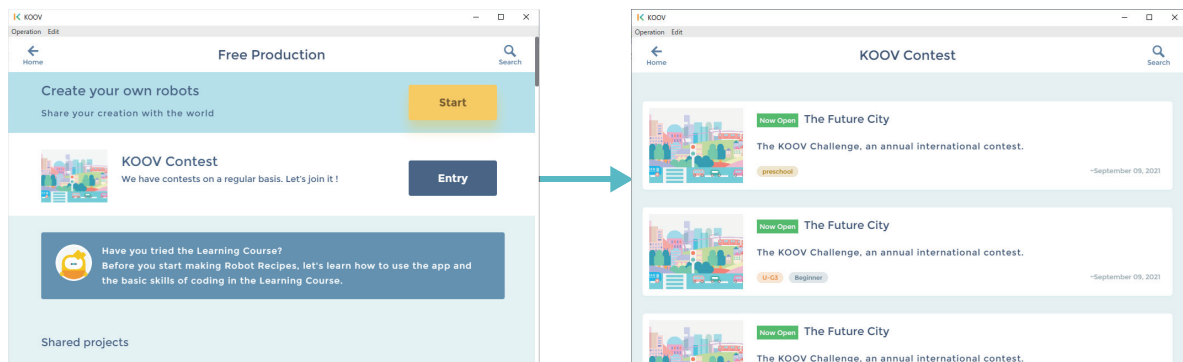 KOOV
Operation Edit
Home
Free Production
Search
Create your own robots
Share your creation with the world
Start
KOOV Contest
We have contests on a regular basis. Let's join it !
Entry
Have you tried the Learning Course?
Before you start making Robot Recipes, let's learn how to use the app and
the basic skills of coding in the Learning Course.
Shared projects
KOOV
Operation Edit
Home
KOOV Contest
Search
Now Open The Future City
The KOOV Challenge, an annual international contest.
preschool
~September 09, 2021
Now Open The Future City
The KOOV Challenge, an annual international contest.
U-G3 Beginner
~September 09, 2021
Now Open The Future City
The KOOV Challenge, an annual international contest.